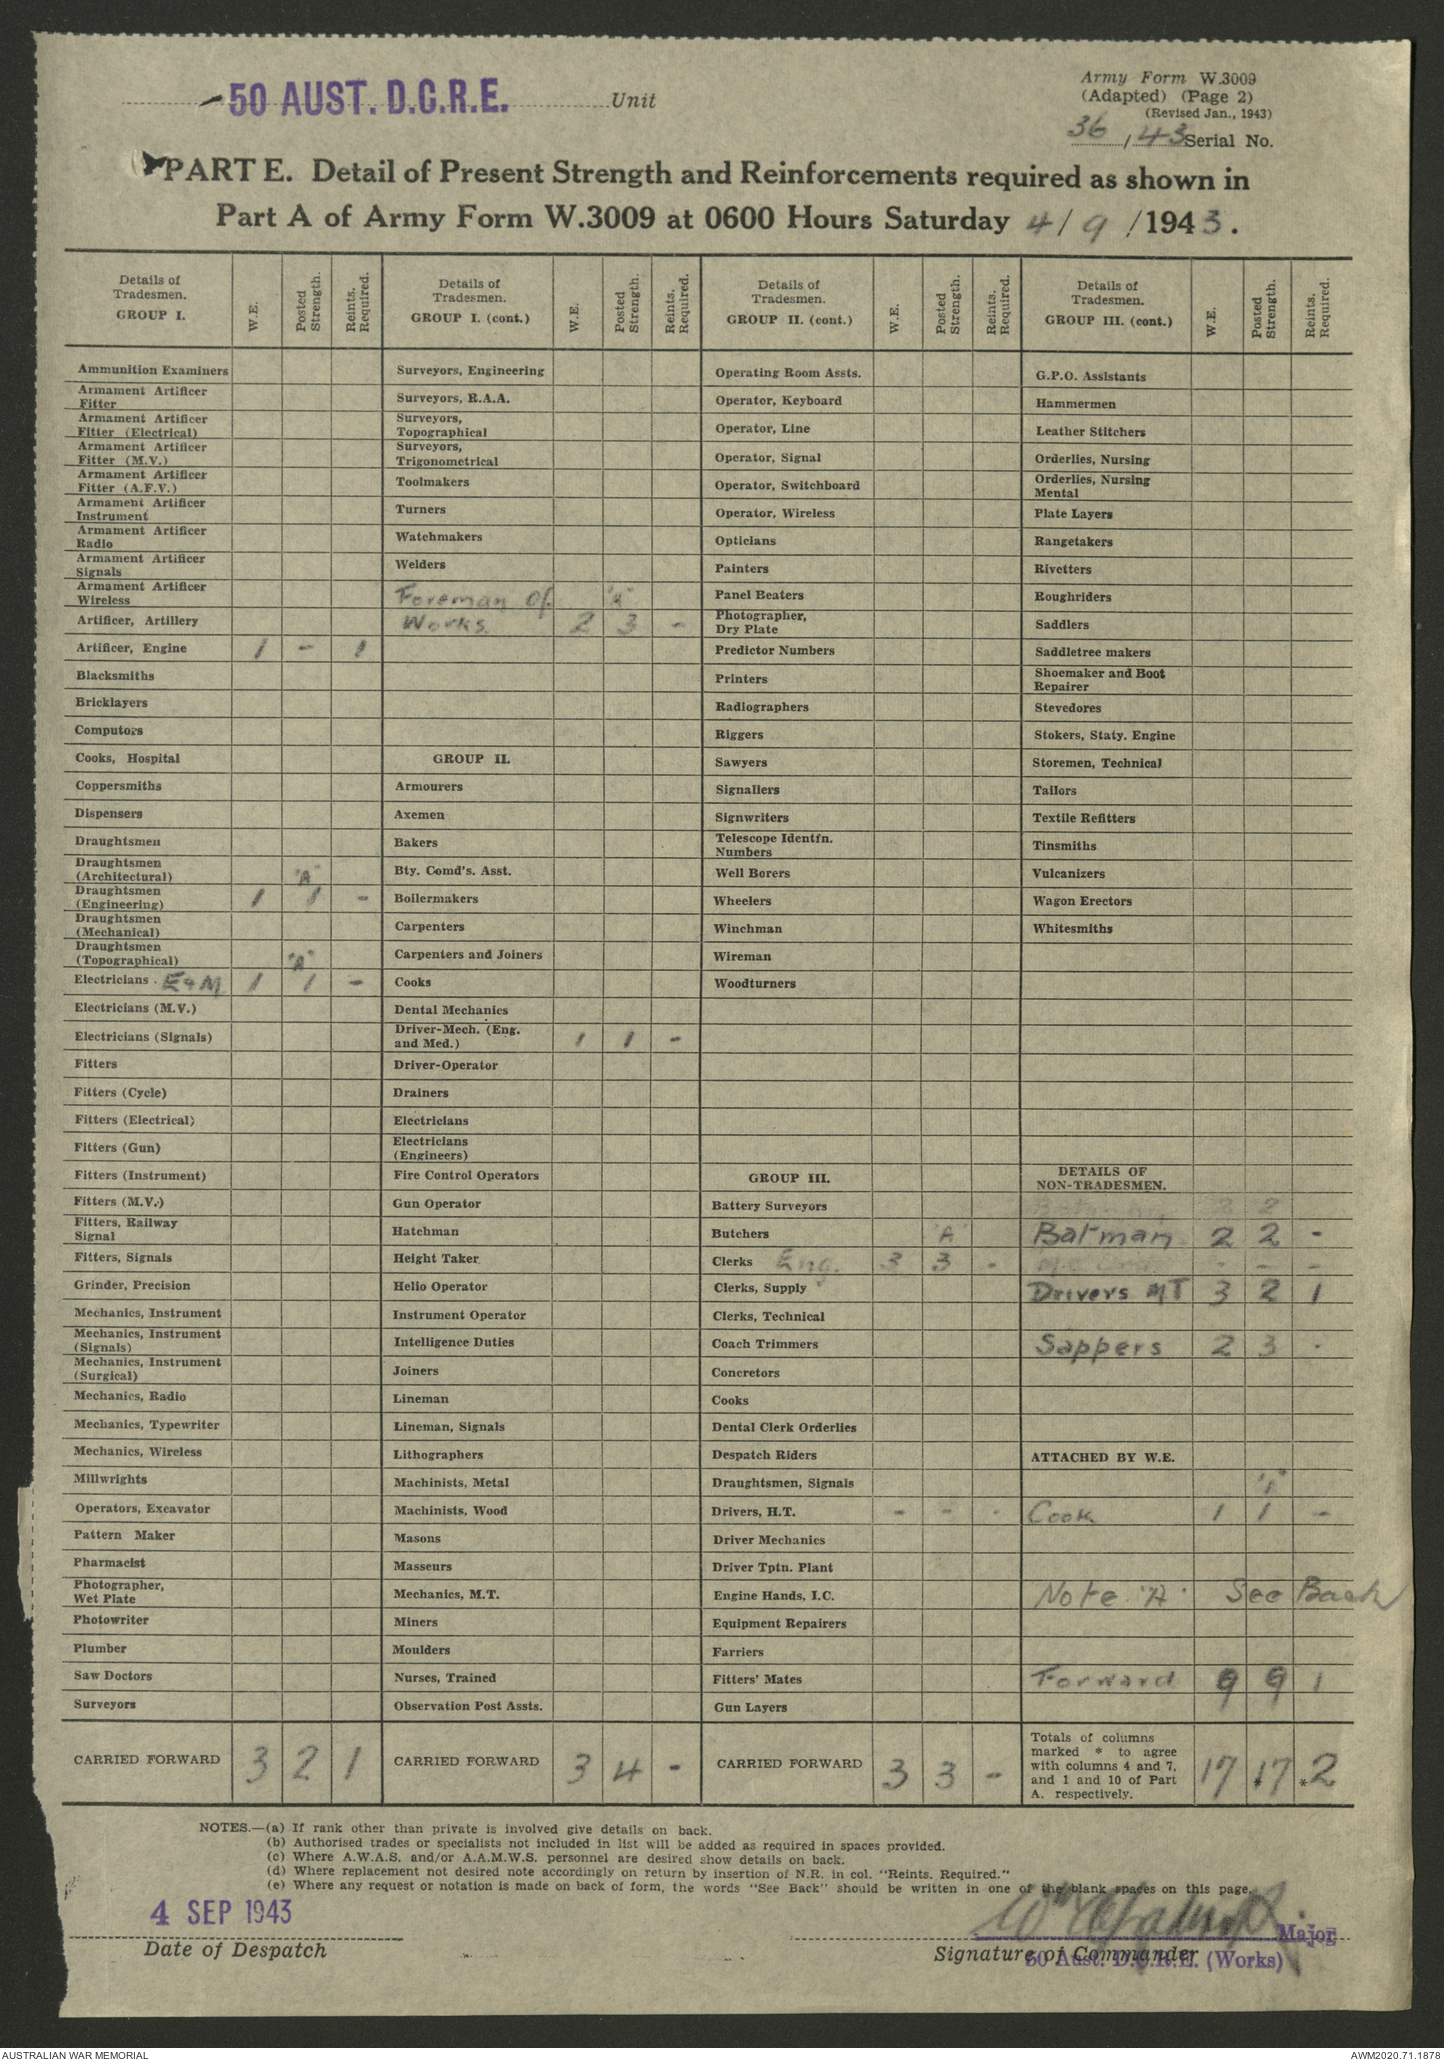 50 AUST. D.C.R.E. Unit
Army Form W.3009
(Adapted) (Page 2)
(Revised Jan., 1943)
36 / 43 Serial No.
PART E. Detail of Present Strength and Reinforcements required as shown in
Part A of Army Form W.3009 at 0600 Hours Saturday 4/ 9 /1943.
Details of
Tradesmen.
GROUP I.
W.E.
Posted
Strength.
Reints.
Required.
Ammunition Examiners
Armament Artificer
Fitter
Armament Artificer
Fitter (Electrical)
Armament Artificer
Fitter (M.V.)
Armament Artificer
Fitter (A.F.V.)
Armament Artificer
Instrument
Armament Artificer
Radio
Armament Artificer
Signals
Armament Artificer
Wireless
Artificer, Artillery
Artificer, Engine 1 - 1
Blacksmiths
Bricklayers
Computors
Cooks, Hospital
Coppersmiths
Dispensers
Draughtsmen
Draughtsmen
(Architectural) "A"
Draughtsmen
(Engineering) 1 1 -
Draughtsmen
(Mechanical)
Draughtsmen
(Topographical) "A"
Electricians . E & M 1 1 -
Electricians (M.V.)
Electricians (Signals)
Fitters
Fitters (Cycle)
Fitters (Electrical)
Fitters (Gun)
Fitters (Instrument)
Fitters (M.V.)
Fitters, Railway
Signal
Fitters, Signals
Grinder, Precision
Mechanics, Instrument
Mechanics, Instrument
(Signals)
Mechanics, Instrument
(Surgical)
Mechanics, Radio
Mechanics, Typewriter
Mechanics, Wireless
Millwrights
Operators, Excavator
Pattern Maker
Pharmacist
Photographer,
Wet Plate
Photowriter
Plumber
Saw Doctors
Surveyors
CARRIED FORWARD 3 2 1
Details of
Tradesmen.
GROUP I. (cont.)
W.E.
Posted
Strength.
Reints.
Required.
Surveyors, Engineering
Surveyors, R.A.A.
Surveyors,
Topographical
Surveyors,
Trigonometrical
Toolmakers
Turners
Watchmakers
Welders
Foreman Of "A"
Works. 2 3 -
GROUP II.
Armourers
Axemen
Bakers
Bty. Comd's. Asst.
Boilermakers
Carpenters
Carpenters and Joiners
Cooks
Dental Mechanics
Driver-Mech. (Eng.
and Med.) 1 1 -
Driver-Operator
Drainers
Electricians
Electricians
(Engineers)
Fire Control Operators
Gun Operator
Hatchman
Height Taker
Helio Operator
Instrument Operator
Intelligence Duties
Joiners
Lineman
Lineman, Signals
Lithographers
Machinists, Metal
Machinists, Wood
Masons
Masseurs
Mechanics, M.T.
Miners
Moulders
Nurses, Trained
Observation Post Assts.
CARRIED FORWARD 3 4 -
Details of
Tradesmen.
GROUP II. (cont.)
W.E.
Posted
Strength.
Reints.
Required.
Operating Room Assts.
Operator, Keyboard
Operator, Line
Operator, Signal
Operator, Switchboard
Operator, Wireless
Opticians
Painters
Panel Beaters
Photographer,
Dry Plate
Predictor Numbers
Printers
Radiographers
Riggers
Sawyers
Signallers
Signwriters
Telescope Identfn.
Numbers
Well Borers
Wheelers
Winchman
Wireman
Woodturners
GROUP III.
Battery Surveyors
Butchers 'A'
Clerks Eng. 3 3 -
Clerks, Supply
Clerks, Technical
Coach Trimmers
Concretors
Cooks
Dental Clerk Orderlies
Despatch Riders
Draughtsmen, Signals
Drivers, H.T. - - -
Driver Mechanics
Driver Tptn. Plant
Engine Hands, I.C.
Equipment Repairers
Farriers
Fitters' Mates
Gun Layers
CARRIED FORWARD 3 3 -
Details of
Tradesmen.
GROUP III. (cont.)
W.E.
Posted
Strength.
Reints.
Required.
G.P.O. Assistants
Hammermen
Leather Stitchers
Orderlies, Nursing
Orderlies, Nursing
Mental
Plate Layers
Rangetakers
Rivetters
Roughriders
Saddlers
Saddletree makers
Shoemaker and Boot
Repairer
Stevedores
Stokers, Staty. Engine
Storemen, Technical
Tailors
Textile Refitters
Tinsmiths
Vulcanizers
Wagon Erectors
Whitesmiths
DETAILS OF
NON-TRADESMEN.
Batman 2 2 -
Drivers MT 3 2 1
Sappers 2 3 -
ATTACHED BY W.E.
Cook 1 1 -
Note 'A' See Back
Forward 9 9 1
Totals of columns
marked * to agree
with columns 4 and 7,
and 1 and 10 of Part
A. respectively.
17 *17 *2
NOTES.—(a) If rank other than private is involved give details on back.
(b) Authorised trades or specialists not included in list will be added as required in spaces provided.
(c) Where A.W.A.S. and/or A.A.M.W.S. personnel are desired show details on back.
(d) Where replacement not desired note accordingly on return by insertion of N.R. in col. "Reints. Required."
(e) Where any request or notation is made on back of form, the words "See Back" should be written in one of the blank spaces on this page.
4 SEP 1943
Date of Despatch
Major
Signature of Commander
50 Aust. D.C.R.E. (Works)
AUSTRALIAN WAR MEMORIAL
AWM2020.71.1878